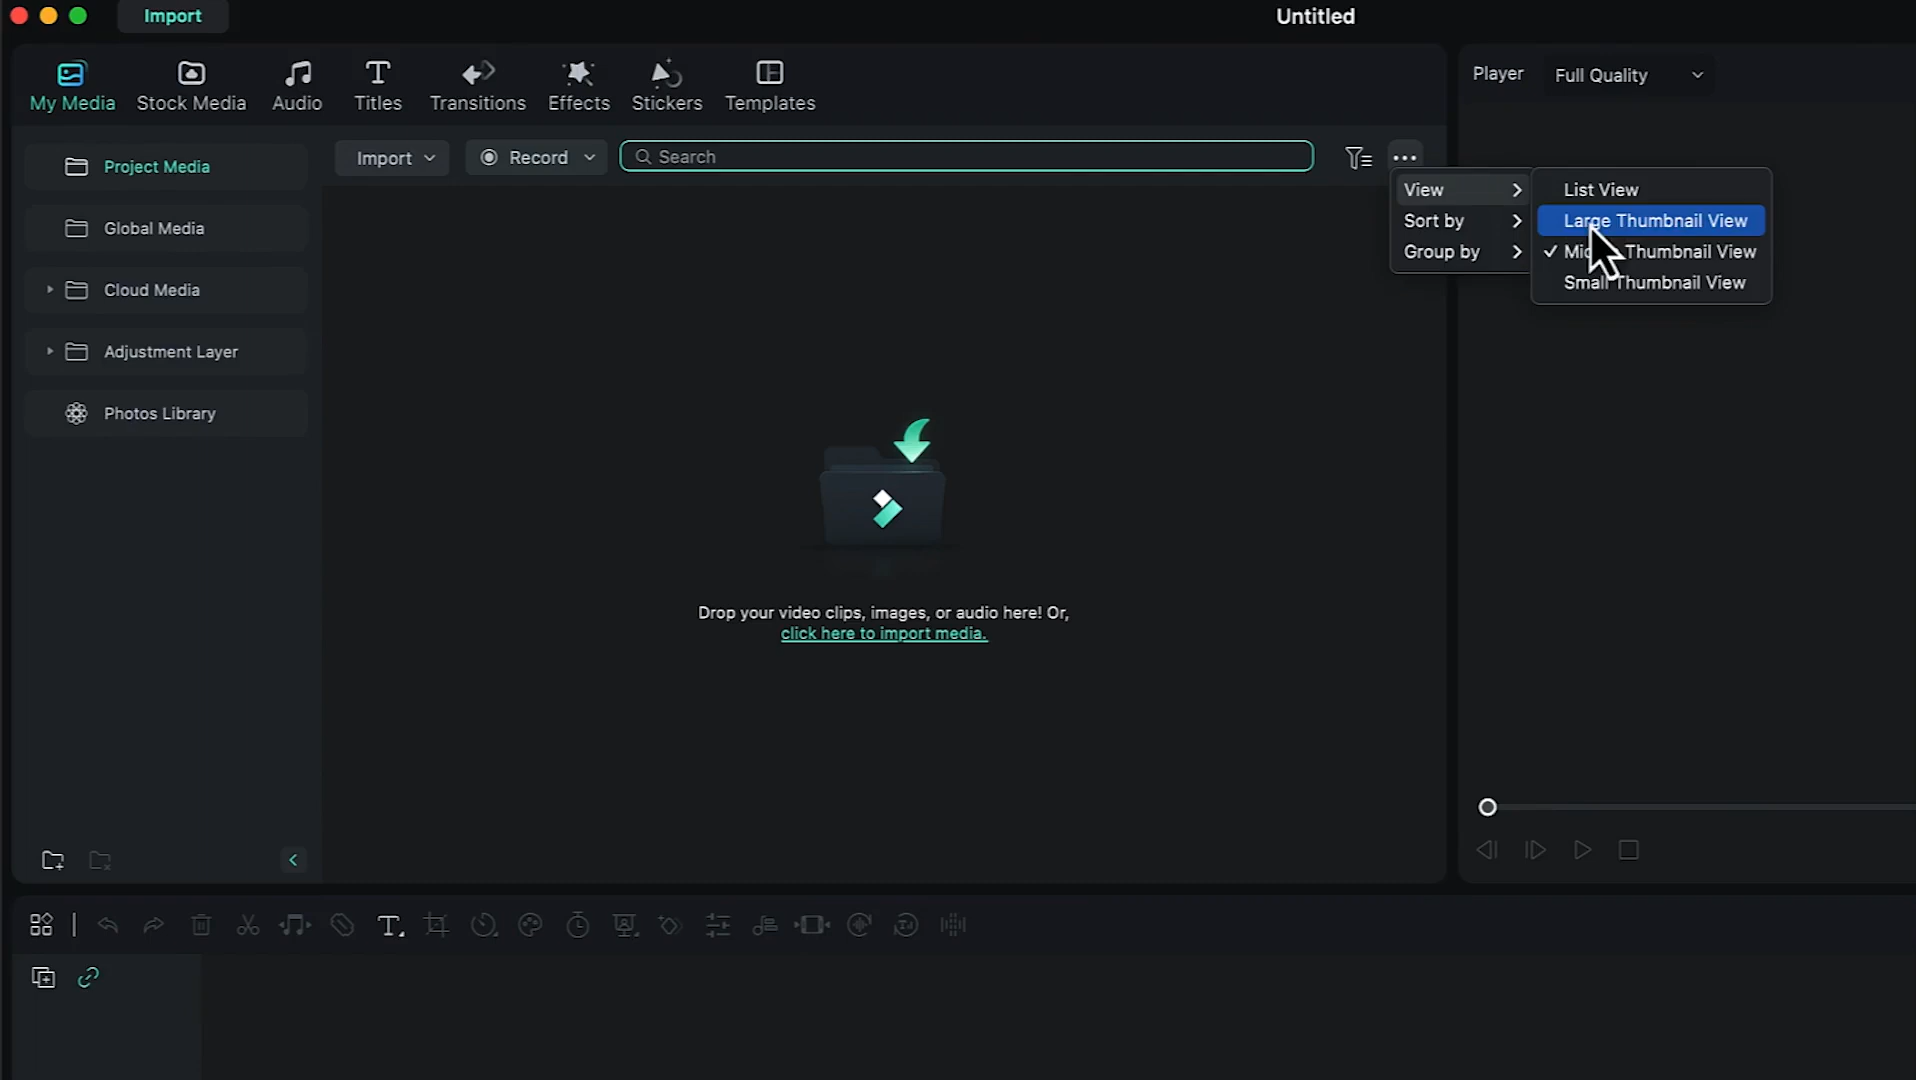 Import
Untitled
My Media
Stock Media
Audio
Titles
Transitions
Effects
Stickers
Templates
Player
Full Quality
Project Media
Global Media
Cloud Media
Adjustment Layer
Photos Library
Import
Record
Search
View
Sort by
Group by
List View
Large Thumbnail View
Thumbnail View
Small Thumbnail View
Drop your video clips, images, or audio here! Or,
click here to import media.